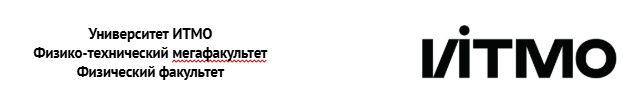 Университет ИТМО
Физико-технический мегафакультет
Физический факультет
ИТМО